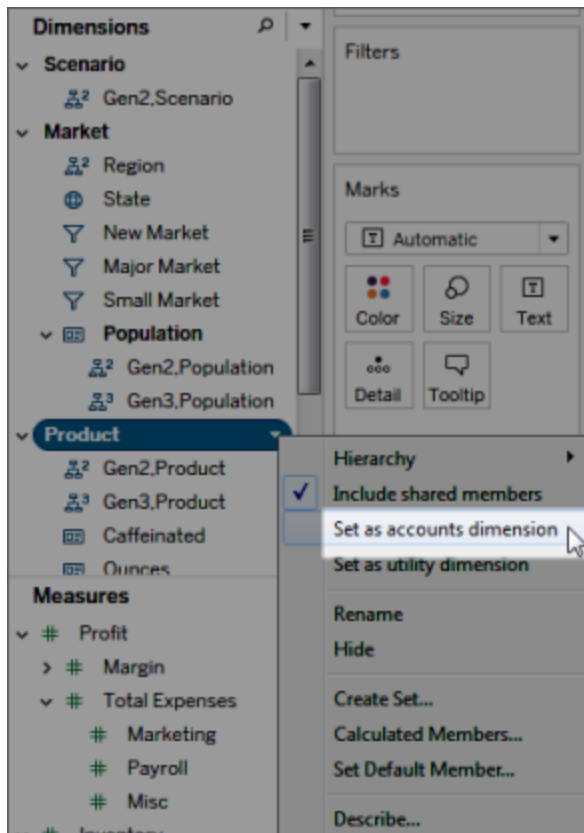 Dimensions
Scenario
Gen2,Scenario
Market
Region
State
New Market
Major Market
Small Market
Population
Gen2,Population
Gen3,Population
Product
Gen2,Product
Gen3,Product
Caffeinated
Ounces
Measures
Profit
Margin
Total Expenses
Marketing
Payroll
Misc
Inventory
Filters
Marks
Automatic
Color Size Text
Detail Tooltip
Hierarchy
Include shared members
Set as accounts dimension
Set as utility dimension
Rename
Hide
Create Set...
Calculated Members...
Set Default Member...
Describe...